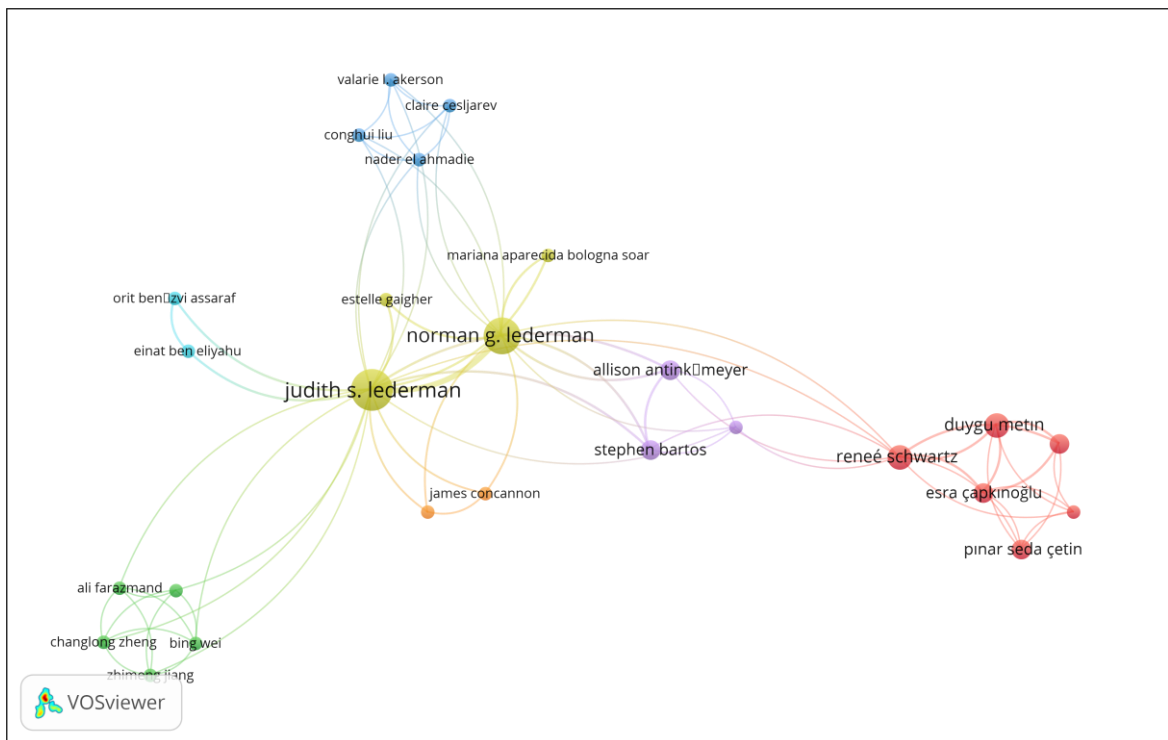 valarie l. akerson
claire cesljarev
conghui liu
nader el ahmadie
mariana aparecida bologna soar
orit ben▯zvi assaraf
estelle gaigher
norman g. lederman
einat ben eliyahu
allison antink▯meyer
judith s. lederman
duygu metın
stephen bartos
reneé schwartz
james concannon
esra çapkınoğlu
pınar seda çetin
ali farazmand
changlong zheng
bing wei
zhimeng jiang
VOSviewer